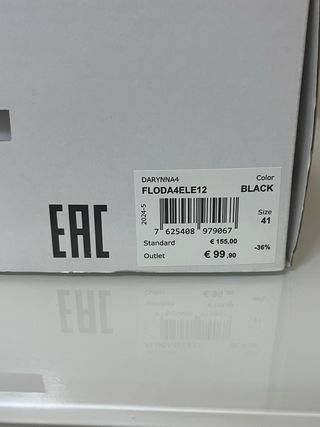 DARYNNA4 Color
FLODA4ELE12 BLACK
2024-5
Size
41
7 625408 979067
Standard € 155,00
-36%
Outlet € 99,90
EAC